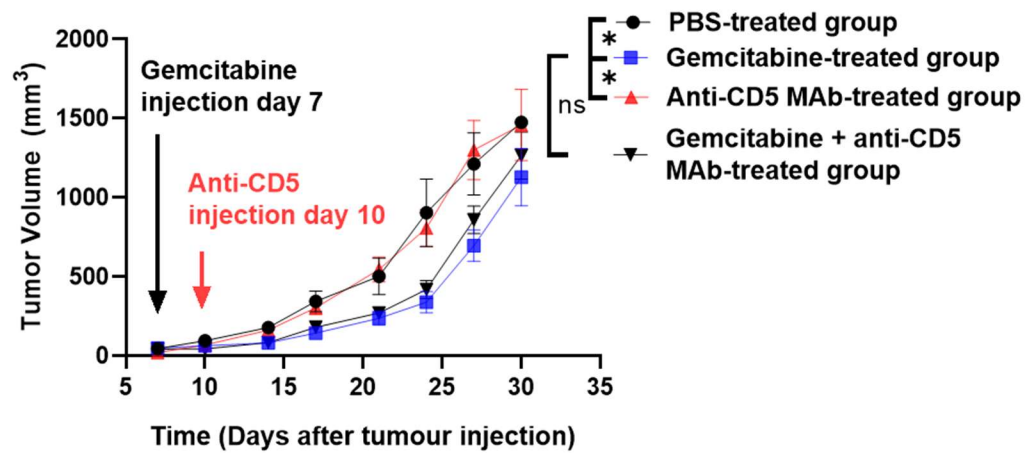 Tumor Volume (mm3)
2000
1500
1000
500
0
Gemcitabine
injection day 7
Anti-CD5
injection day 10
5 10 15 20 25 30 35
Time (Days after tumour injection)
ns
*
*
PBS-treated group
Gemcitabine-treated group
Anti-CD5 MAb-treated group
Gemcitabine + anti-CD5
MAb-treated group